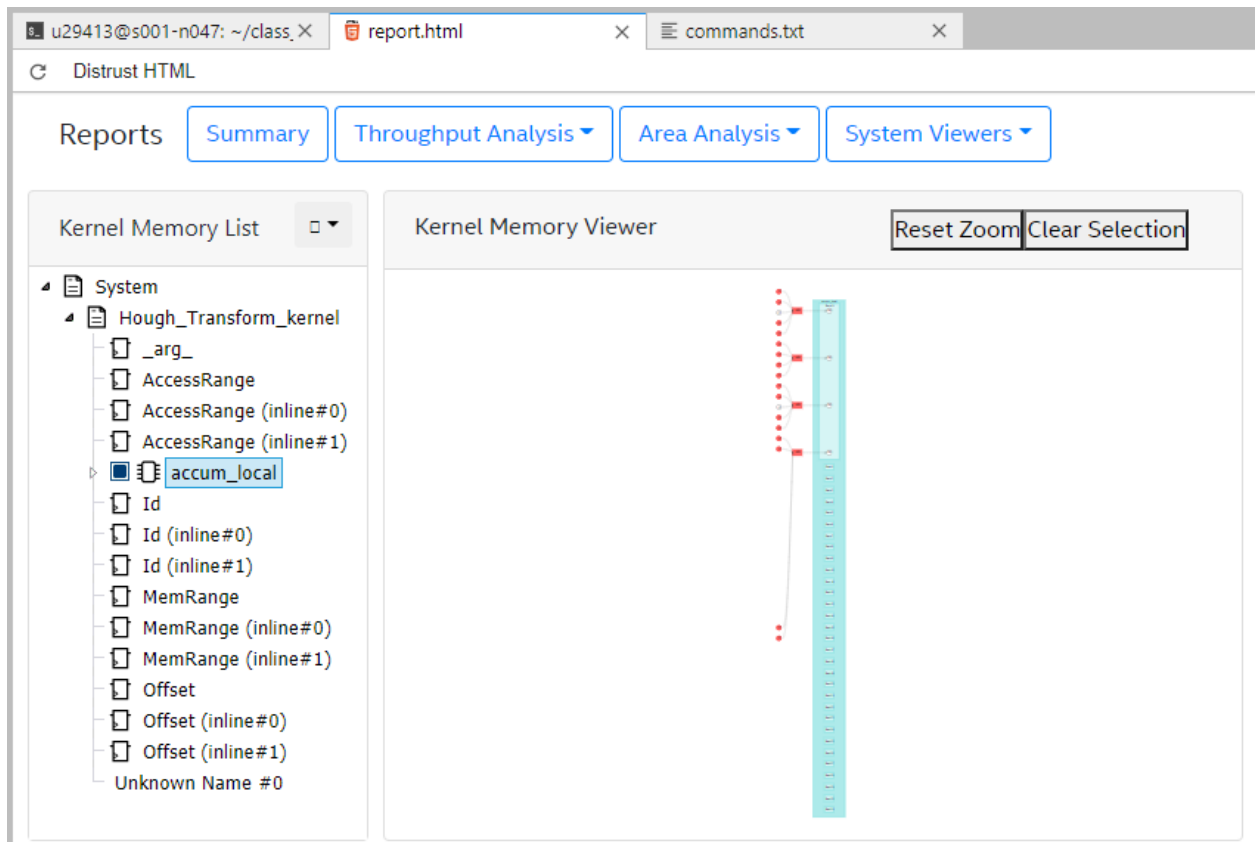 u29413@s001-n047: ~/class_ report.html commands.txt
Distrust HTML
Reports Summary Throughput Analysis Area Analysis System Viewers
Kernel Memory List
Kernel Memory Viewer Reset Zoom Clear Selection
System
Hough_Transform_kernel
_arg_
AccessRange
AccessRange (inline#0)
AccessRange (inline#1)
accum_local
Id
Id (inline#0)
Id (inline#1)
MemRange
MemRange (inline#0)
MemRange (inline#1)
Offset
Offset (inline#0)
Offset (inline#1)
Unknown Name #0